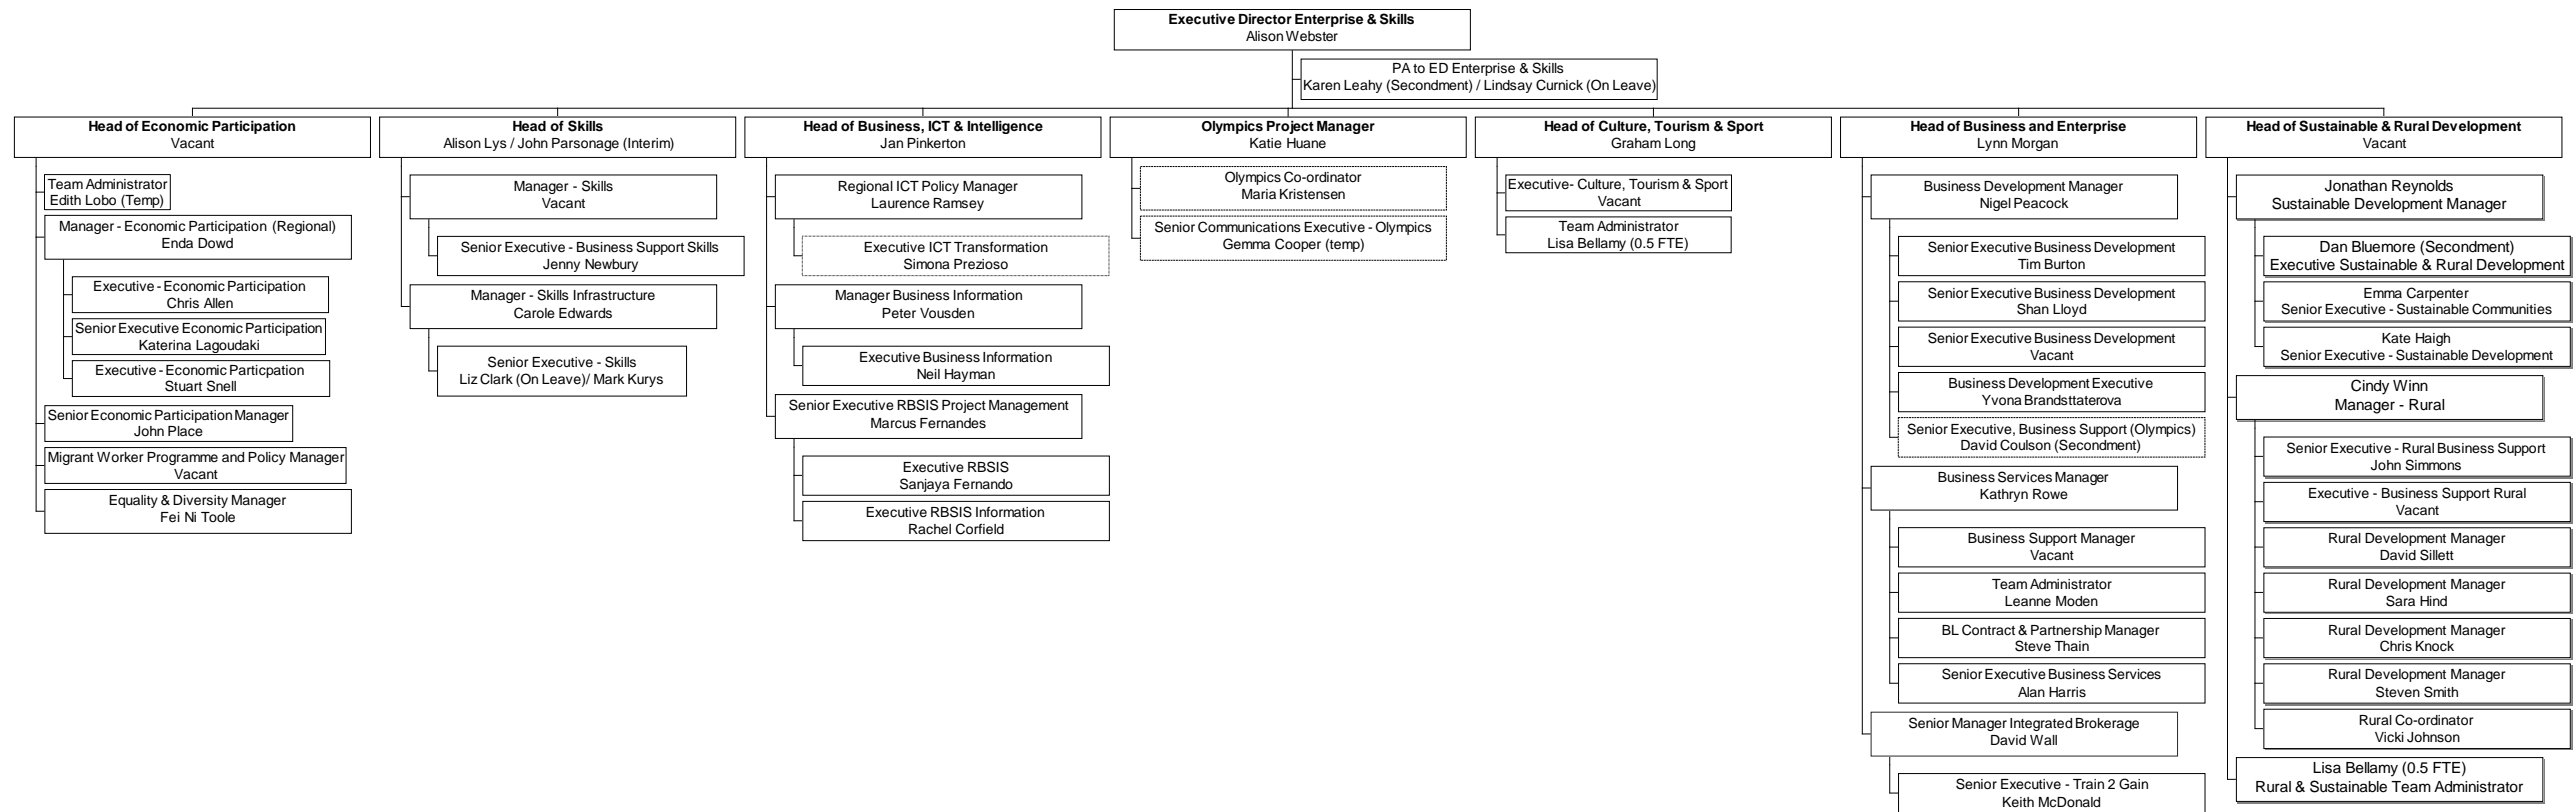 Executive Director Enterprise & Skills
Alison Webster
PA to ED Enterprise & Skills
Karen Leahy (Secondment) / Lindsay Curnick (On Leave)
Head of Economic Participation
Vacant
Team Administrator
Edith Lobo (Temp)
Manager - Economic Participation (Regional)
Enda Dowd
Executive - Economic Participation
Chris Allen
Senior Executive Economic Participation
Katerina Lagoudaki
Executive - Economic Particpation
Stuart Snell
Senior Economic Participation Manager
John Place
Migrant Worker Programme and Policy Manager
Vacant
Equality & Diversity Manager
Fei Ni Toole
Head of Skills
Alison Lys / John Parsonage (Interim)
Manager - Skills
Vacant
Senior Executive - Business Support Skills
Jenny Newbury
Manager - Skills Infrastructure
Carole Edwards
Senior Executive - Skills
Liz Clark (On Leave)/ Mark Kurys
Head of Business, ICT & Intelligence
Jan Pinkerton
Regional ICT Policy Manager
Laurence Ramsey
Executive ICT Transformation
Simona Prezioso
Manager Business Information
Peter Vousden
Executive Business Information
Neil Hayman
Senior Executive RBSIS Project Management
Marcus Fernandes
Executive RBSIS
Sanjaya Fernando
Executive RBSIS Information
Rachel Corfield
Olympics Project Manager
Katie Huane
Olympics Co-ordinator
Maria Kristensen
Senior Communications Executive - Olympics
Gemma Cooper (temp)
Head of Culture, Tourism & Sport
Graham Long
Executive- Culture, Tourism & Sport
Vacant
Team Administrator
Lisa Bellamy (0.5 FTE)
Head of Business and Enterprise
Lynn Morgan
Business Development Manager
Nigel Peacock
Senior Executive Business Development
Tim Burton
Senior Executive Business Development
Shan Lloyd
Senior Executive Business Development
Vacant
Business Development Executive
Yvona Brandsttaterova
Senior Executive, Business Support (Olympics)
David Coulson (Secondment)
Business Services Manager
Kathryn Rowe
Business Support Manager
Vacant
Team Administrator
Leanne Moden
BL Contract & Partnership Manager
Steve Thain
Senior Executive Business Services
Alan Harris
Senior Manager Integrated Brokerage
David Wall
Senior Executive - Train 2 Gain
Keith McDonald
Head of Sustainable & Rural Development
Vacant
Jonathan Reynolds
Sustainable Development Manager
Dan Bluemore (Secondment)
Executive Sustainable & Rural Development
Emma Carpenter
Senior Executive - Sustainable Communities
Kate Haigh
Senior Executive - Sustainable Development
Cindy Winn
Manager - Rural
Senior Executive - Rural Business Support
John Simmons
Executive - Business Support Rural
Vacant
Rural Development Manager
David Sillett
Rural Development Manager
Sara Hind
Rural Development Manager
Chris Knock
Rural Development Manager
Steven Smith
Rural Co-ordinator
Vicki Johnson
Lisa Bellamy (0.5 FTE)
Rural & Sustainable Team Administrator